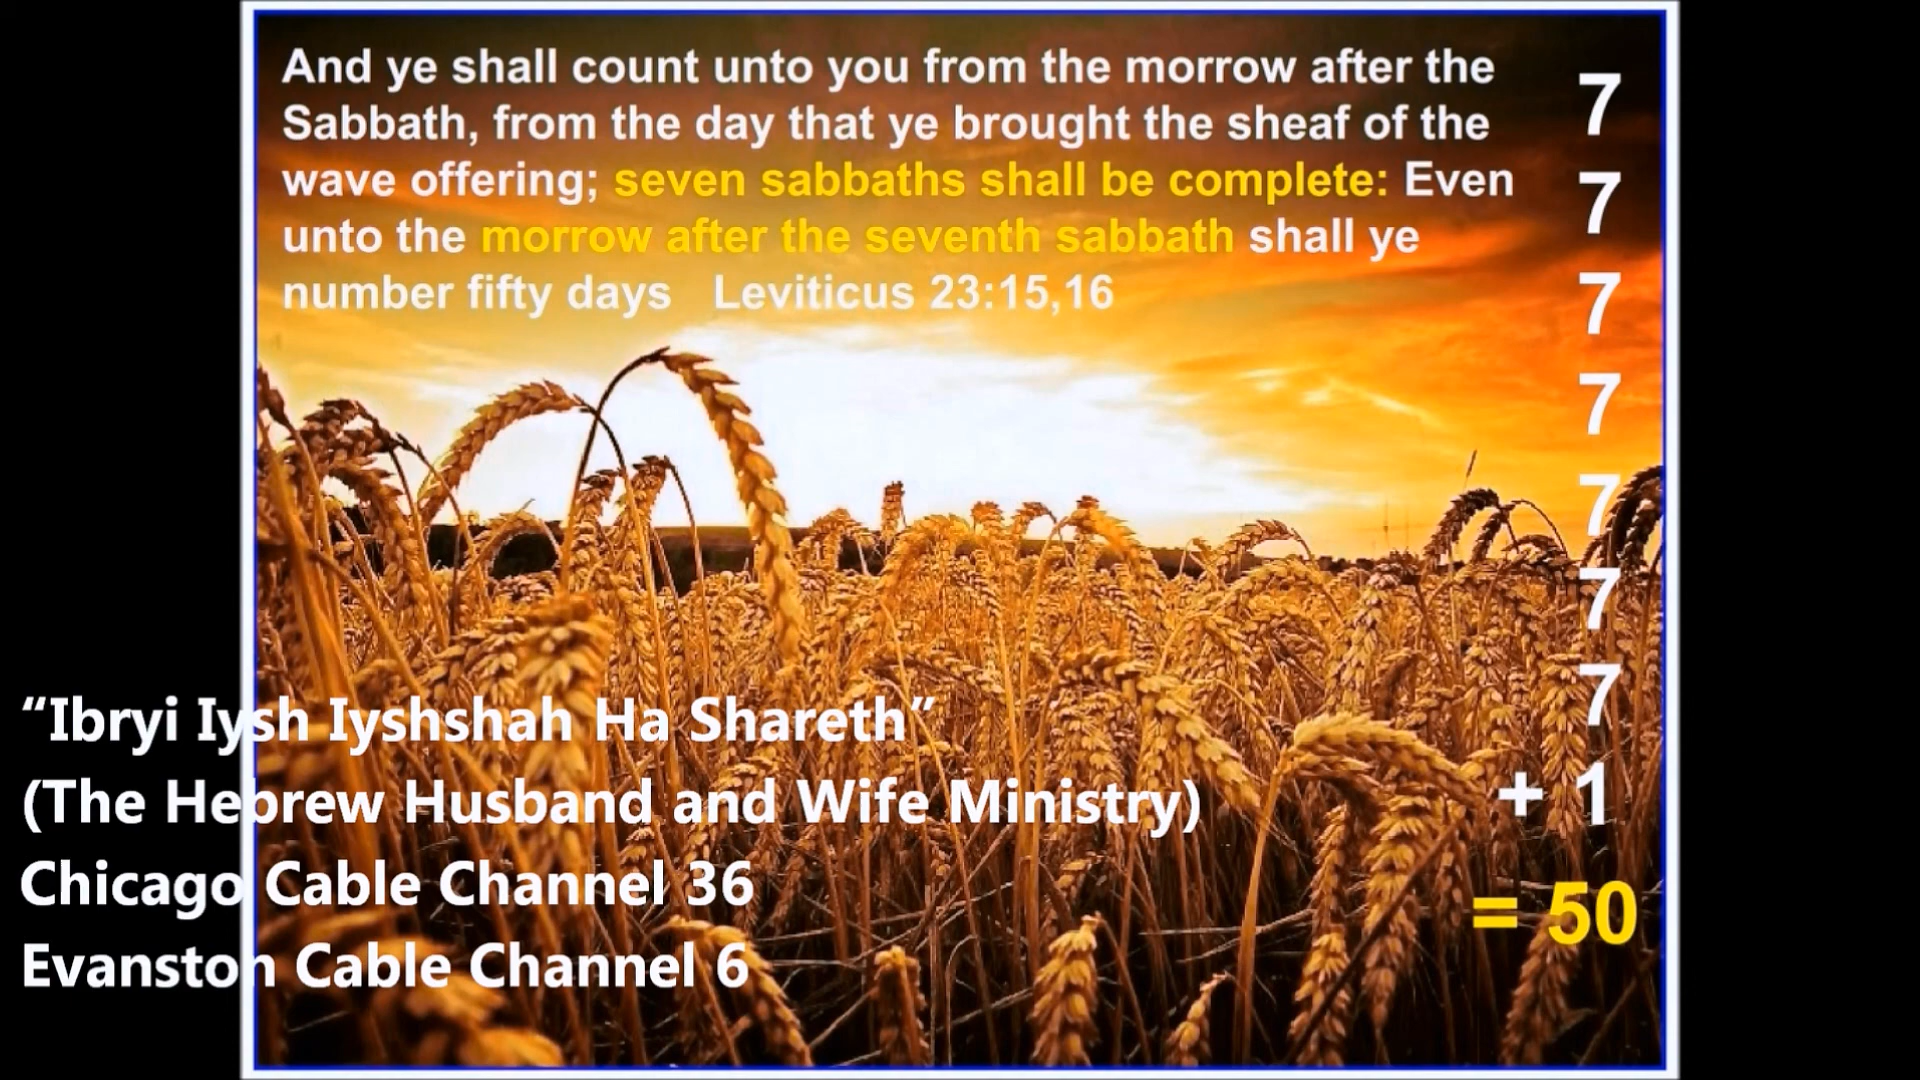 And ye shall count unto you from the morrow after the
Sabbath, from the day that ye brought the sheaf of the
wave offering; seven sabbaths shall be complete: Even
unto the morrow after the seventh sabbath shall ye
number fifty days   Leviticus 23:15,16
7
7
7
7
7
7
7
+ 1
= 50
“Ibryi Iysh Iyshshah Ha Shareth”
(The Hebrew Husband and Wife Ministry)
Chicago Cable Channel 36
Evanston Cable Channel 6